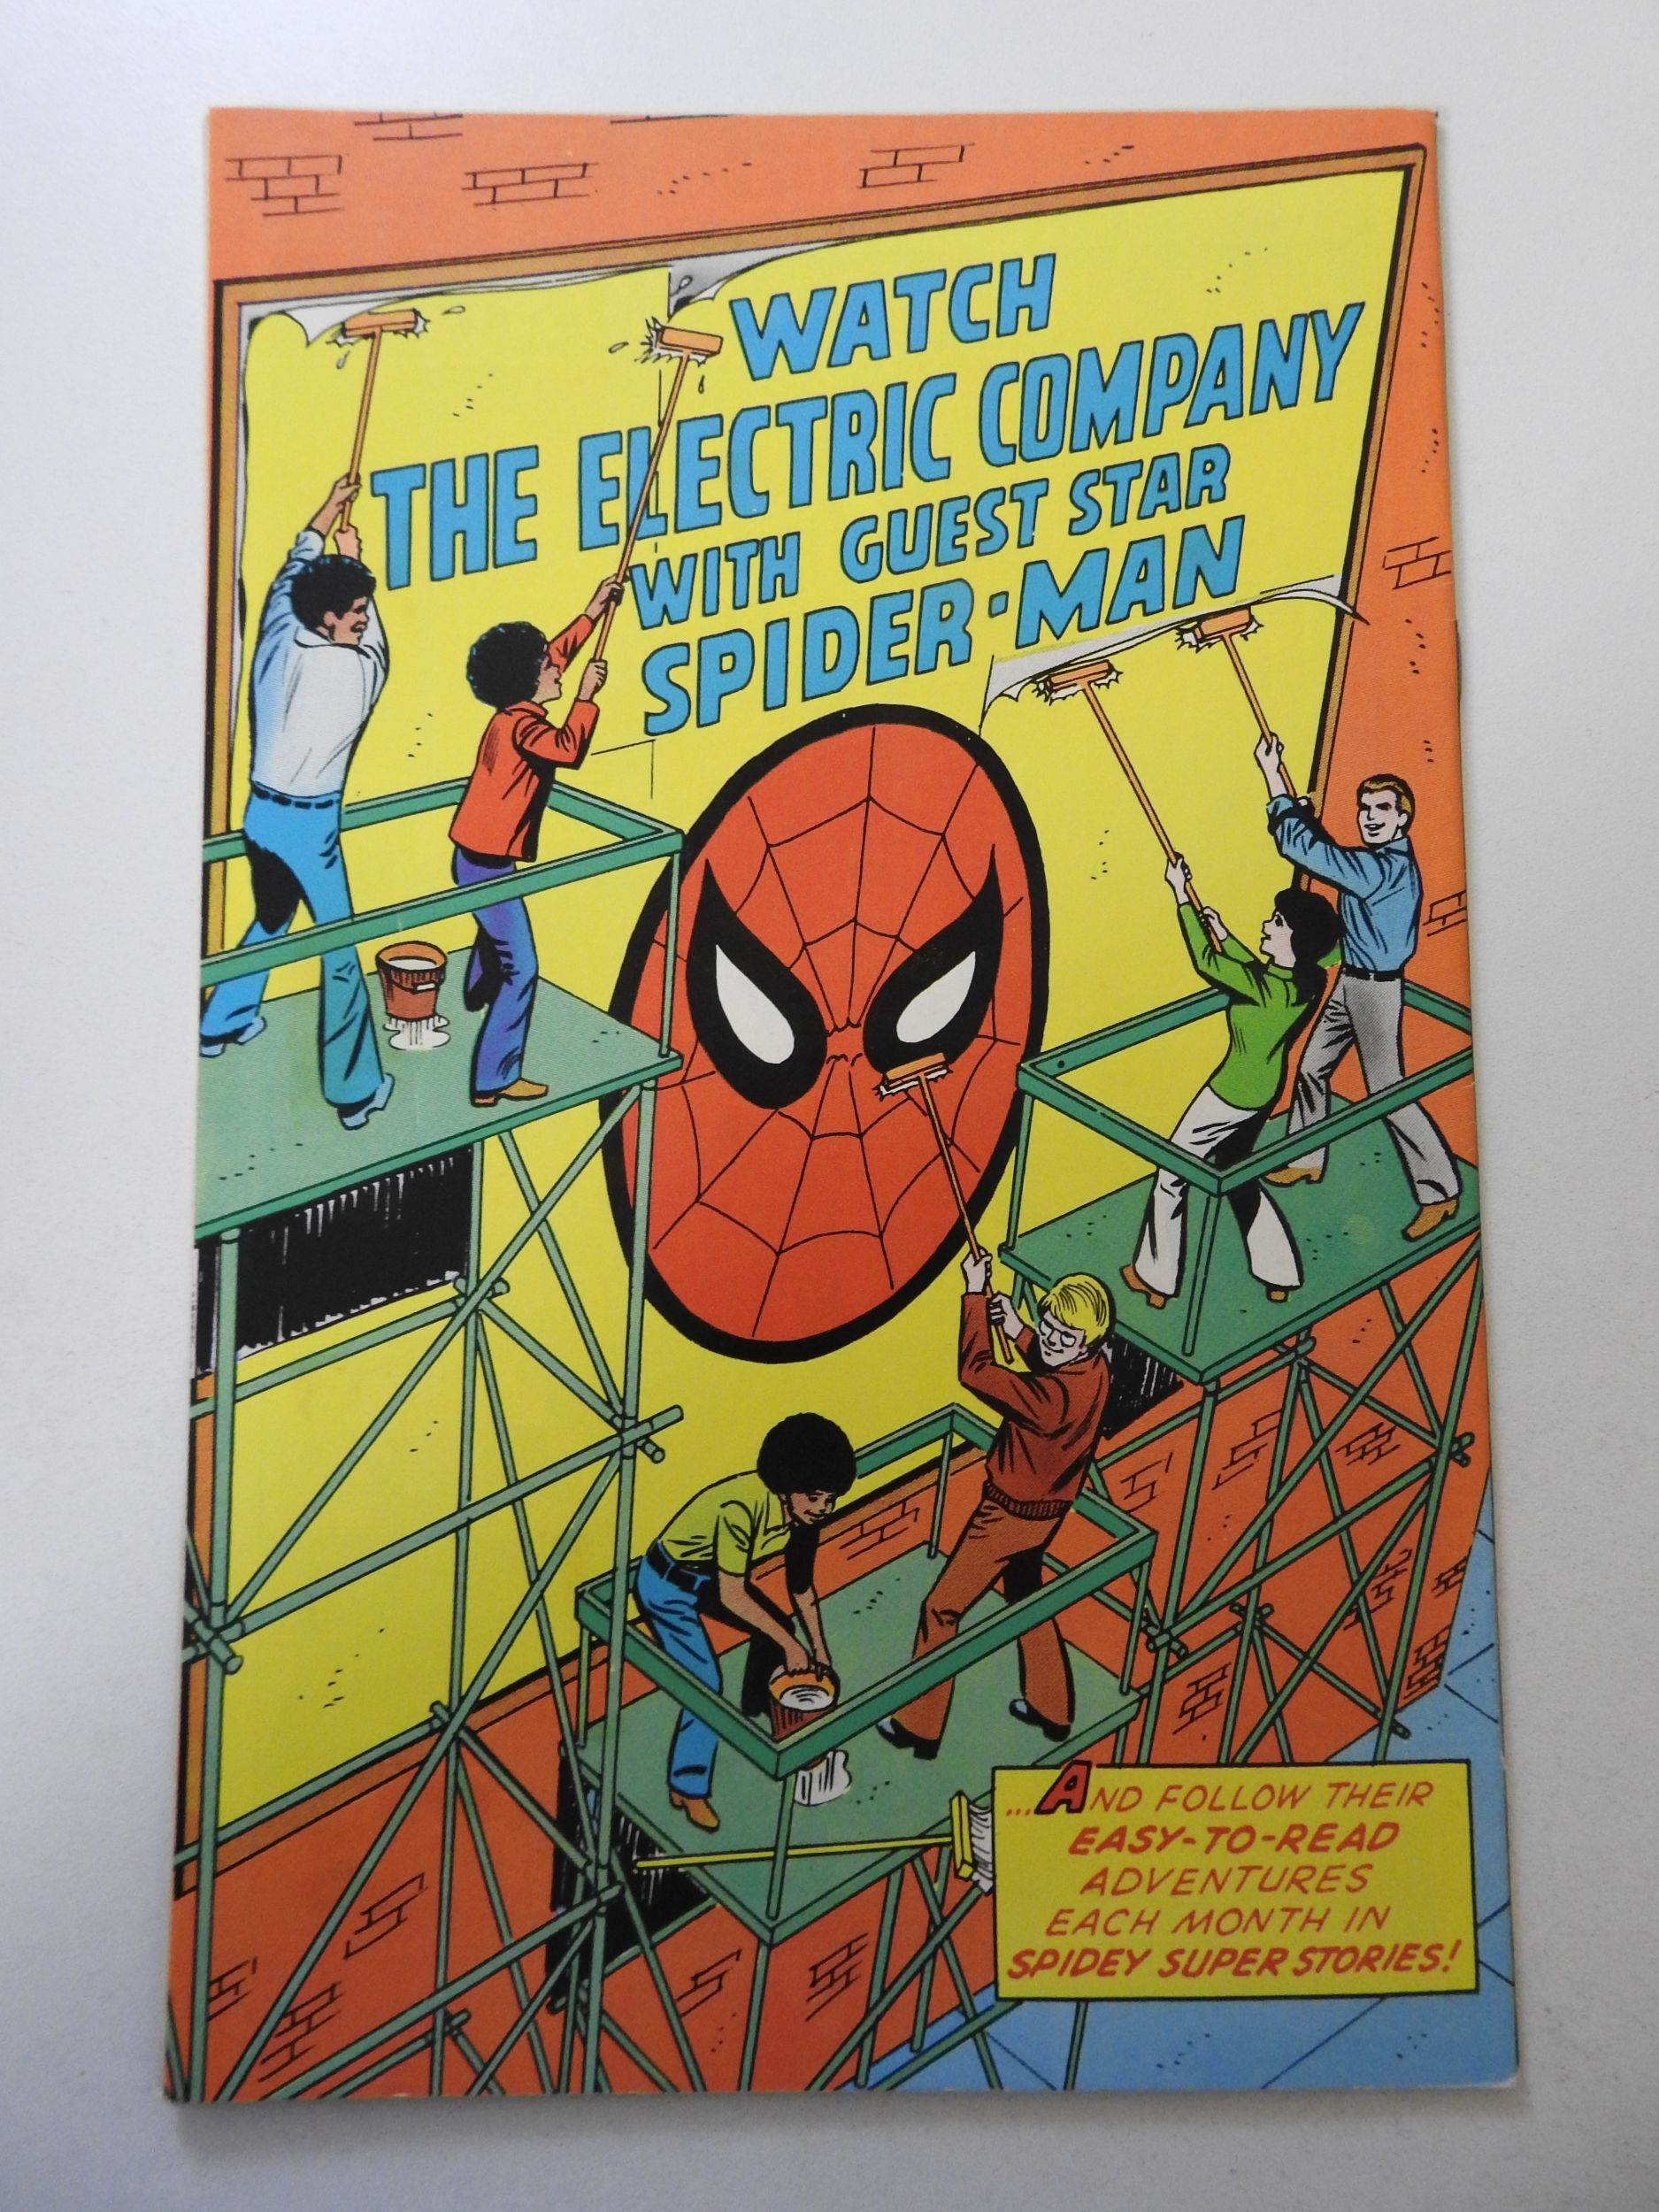 WATCH
THE ELECTRIC COMPANY
WITH GUEST STAR
SPIDER-MAN
...AND FOLLOW THEIR
EASY-TO-READ
ADVENTURES
EACH MONTH IN
SPIDEY SUPER STORIES!